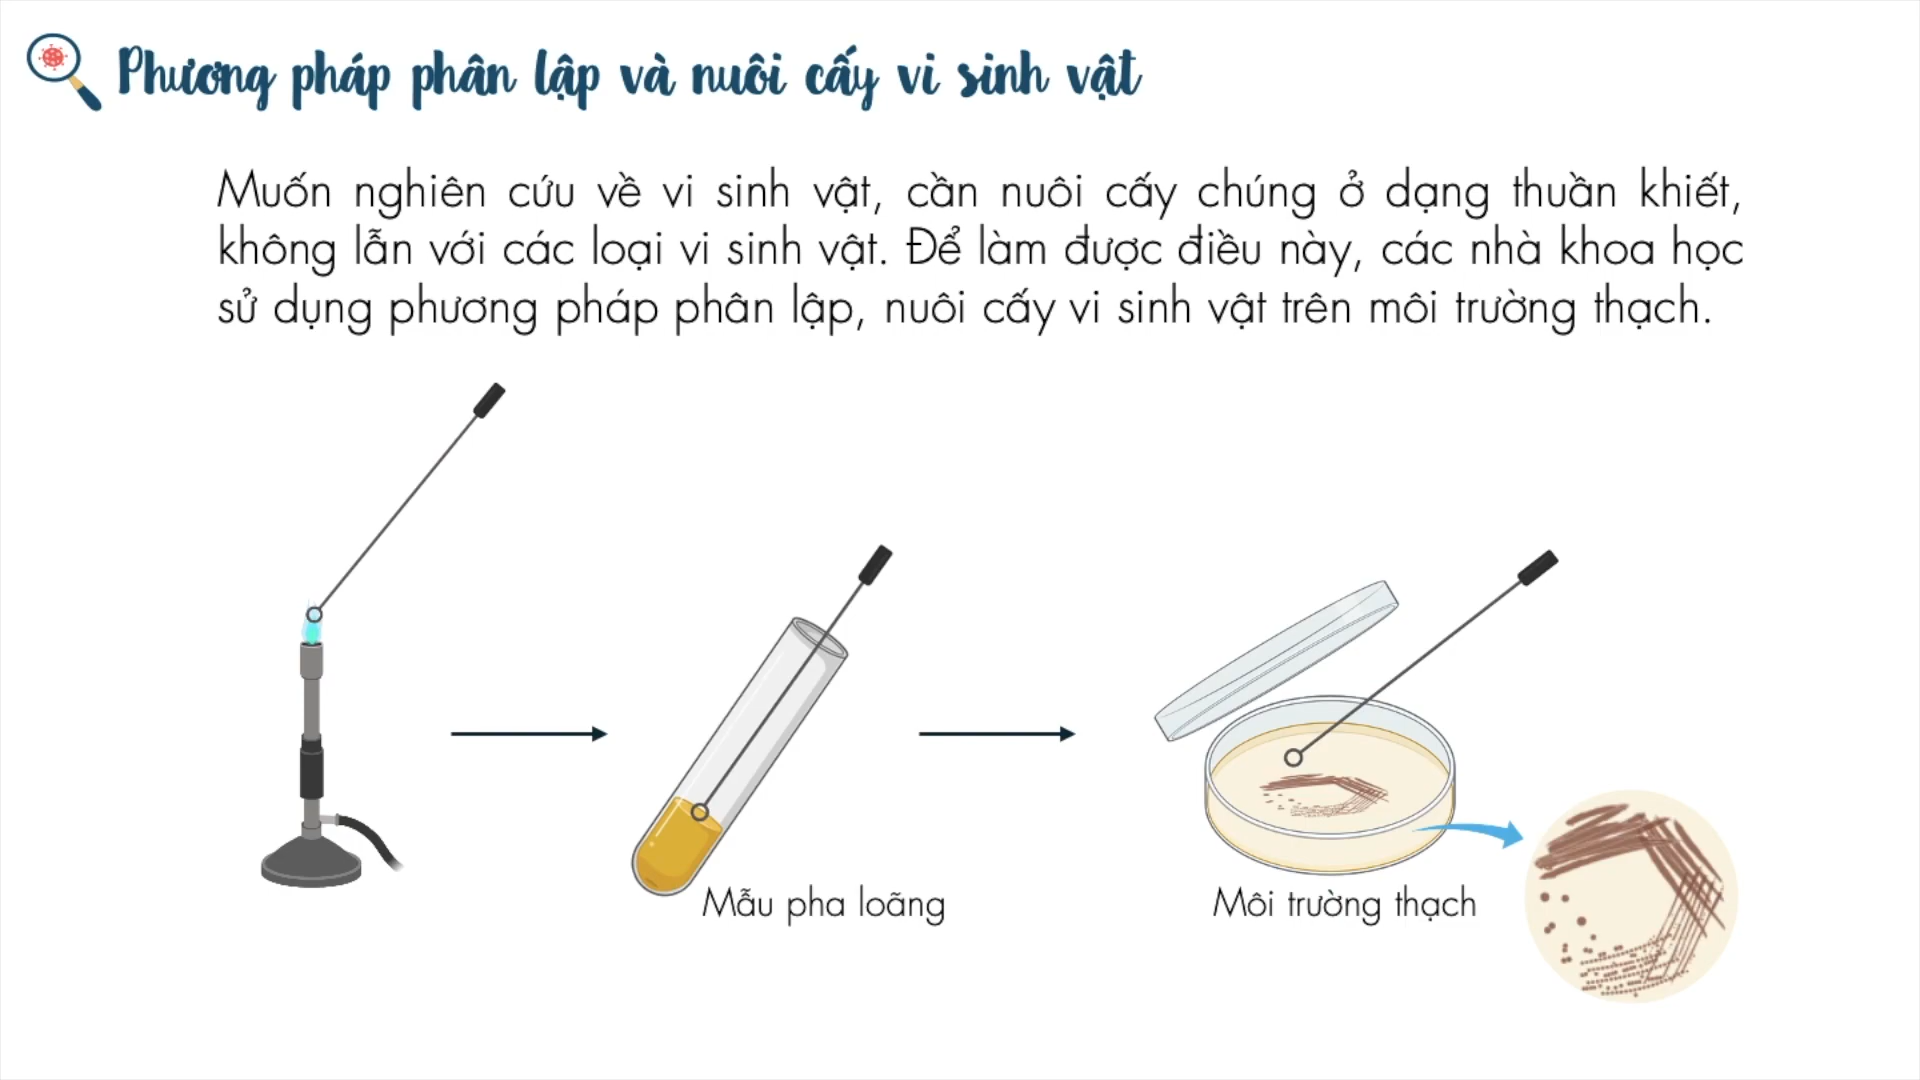 Phương pháp phân lập và nuôi cấy vi sinh vật
Muốn nghiên cứu về vi sinh vật, cần nuôi cấy chúng ở dạng thuần khiết,
không lẫn với các loại vi sinh vật. Để làm được điều này, các nhà khoa học
sử dụng phương pháp phân lập, nuôi cấy vi sinh vật trên môi trường thạch.
Mẫu pha loãng
Môi trường thạch